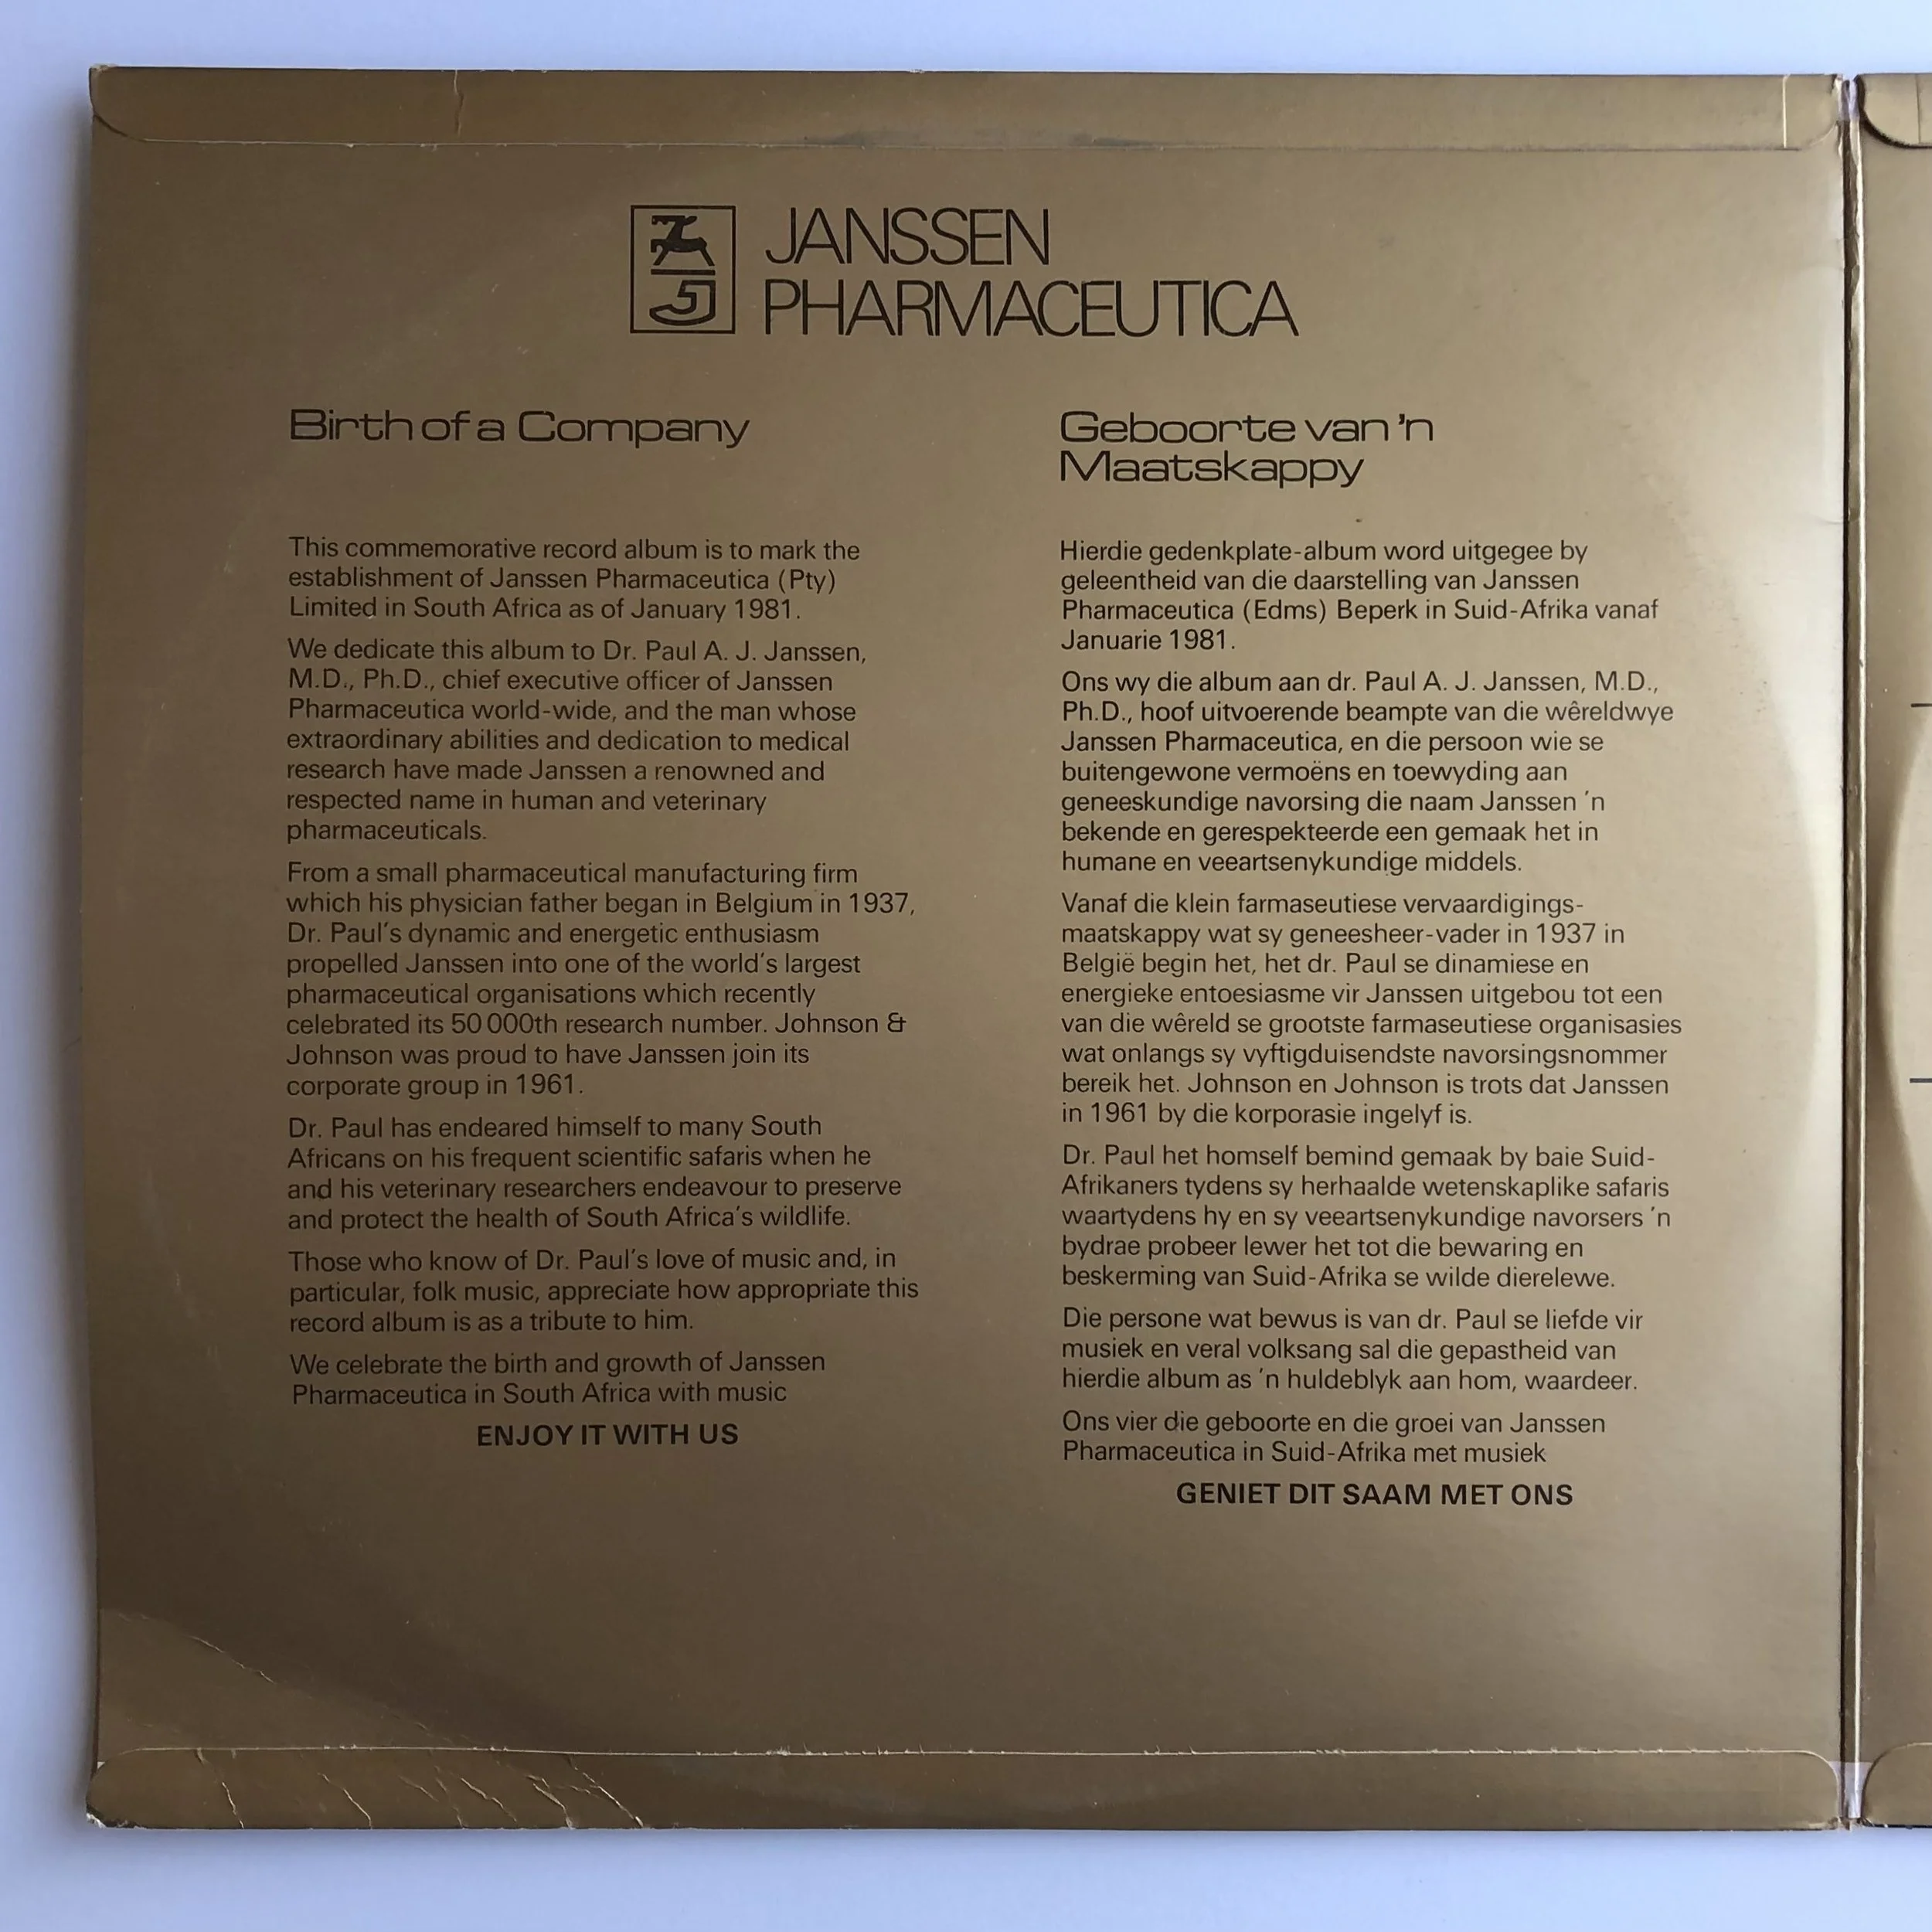 JANSSEN
PHARMACEUTICA
Birth of a Company
This commemorative record album is to mark the
establishment of Janssen Pharmaceutica (Pty)
Limited in South Africa as of January 1981.
We dedicate this album to Dr. Paul A. J. Janssen,
M.D., Ph.D., chief executive officer of Janssen
Pharmaceutica world-wide, and the man whose
extraordinary abilities and dedication to medical
research have made Janssen a renowned and
respected name in human and veterinary
pharmaceuticals.
From a small pharmaceutical manufacturing firm
which his physician father began in Belgium in 1937,
Dr. Paul's dynamic and energetic enthusiasm
propelled Janssen into one of the world's largest
pharmaceutical organisations which recently
celebrated its 50 000th research number. Johnson &
Johnson was proud to have Janssen join its
corporate group in 1961.
Dr. Paul has endeared himself to many South
Africans on his frequent scientific safaris when he
and his veterinary researchers endeavour to preserve
and protect the health of South Africa's wildlife.
Those who know of Dr. Paul's love of music and, in
particular, folk music, appreciate how appropriate this
record album is as a tribute to him.
We celebrate the birth and growth of Janssen
Pharmaceutica in South Africa with music
ENJOY IT WITH US
Geboorte van 'n
Maatskappy
Hierdie gedenkplate-album word uitgegee by
geleentheid van die daarstelling van Janssen
Pharmaceutica (Edms) Beperk in Suid-Afrika vanaf
Januarie 1981.
Ons wy die album aan dr. Paul A. J. Janssen, M.D.,
Ph.D., hoof uitvoerende beampte van die wêreldwye
Janssen Pharmaceutica, en die persoon wie se
buitengewone vermoëns en toewyding aan
geneeskundige navorsing die naam Janssen 'n
bekende en gerespekteerde een gemaak het in
humane en veeartsenykundige middels.
Vanaf die klein farmaseutiese vervaardigings-
maatskappy wat sy geneesheer-vader in 1937 in
België begin het, het dr. Paul se dinamiese en
energieke entoesiasme vir Janssen uitgebou tot een
van die wêreld se grootste farmaseutiese organisasies
wat onlangs sy vyftigduisendste navorsingsnommer
bereik het. Johnson en Johnson is trots dat Janssen
in 1961 by die korporasie ingelyf is.
Dr. Paul het homself bemind gemaak by baie Suid-
Afrikaners tydens sy herhaalde wetenskaplike safaris
waartydens hy en sy veeartsenykundige navorsers 'n
bydrae probeer lewer het tot die bewaring en
beskerming van Suid-Afrika se wilde dierelewe.
Die persone wat bewus is van dr. Paul se liefde vir
musiek en veral volksang sal die gepastheid van
hierdie album as 'n huldeblyk aan hom, waardeer.
Ons vier die geboorte en die groei van Janssen
Pharmaceutica in Suid-Afrika met musiek
GENIET DIT SAAM MET ONS